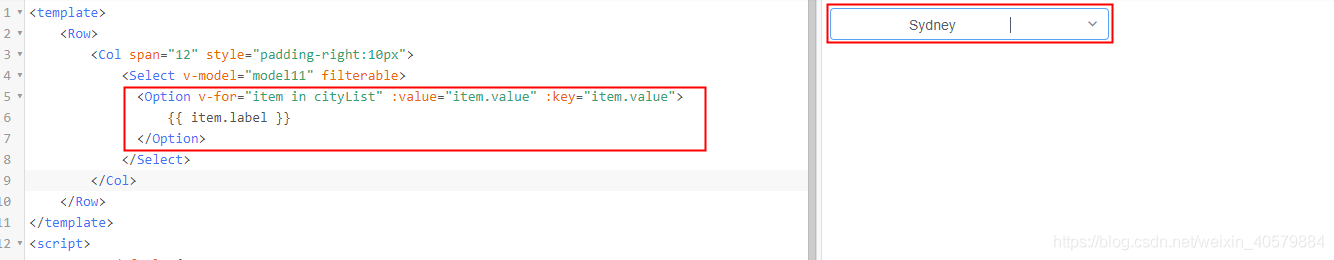 1 <template>
2 <Row>
3 <Col span="12" style="padding-right:10px">
4 <Select v-model="model11" filterable>
5 <Option v-for="item in cityList" :value="item.value" :key="item.value">
6 {{ item.label }}
7 </Option>
8 </Select>
9 </Col>
10 </Row>
11 </template>
12 <script>
Sydney
https://blog.csdn.net/weixin_40579884